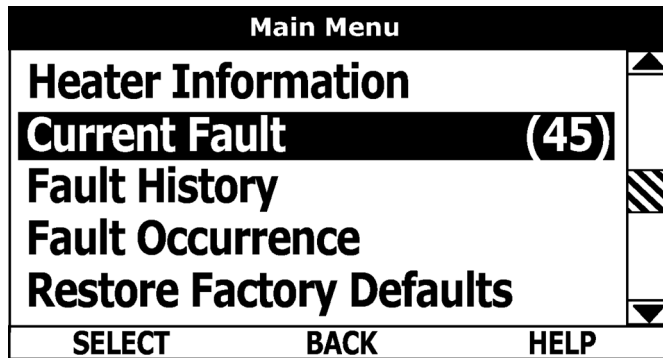 Main Menu
Heater Information
Current Fault (45)
Fault History
Fault Occurrence
Restore Factory Defaults
SELECT BACK HELP